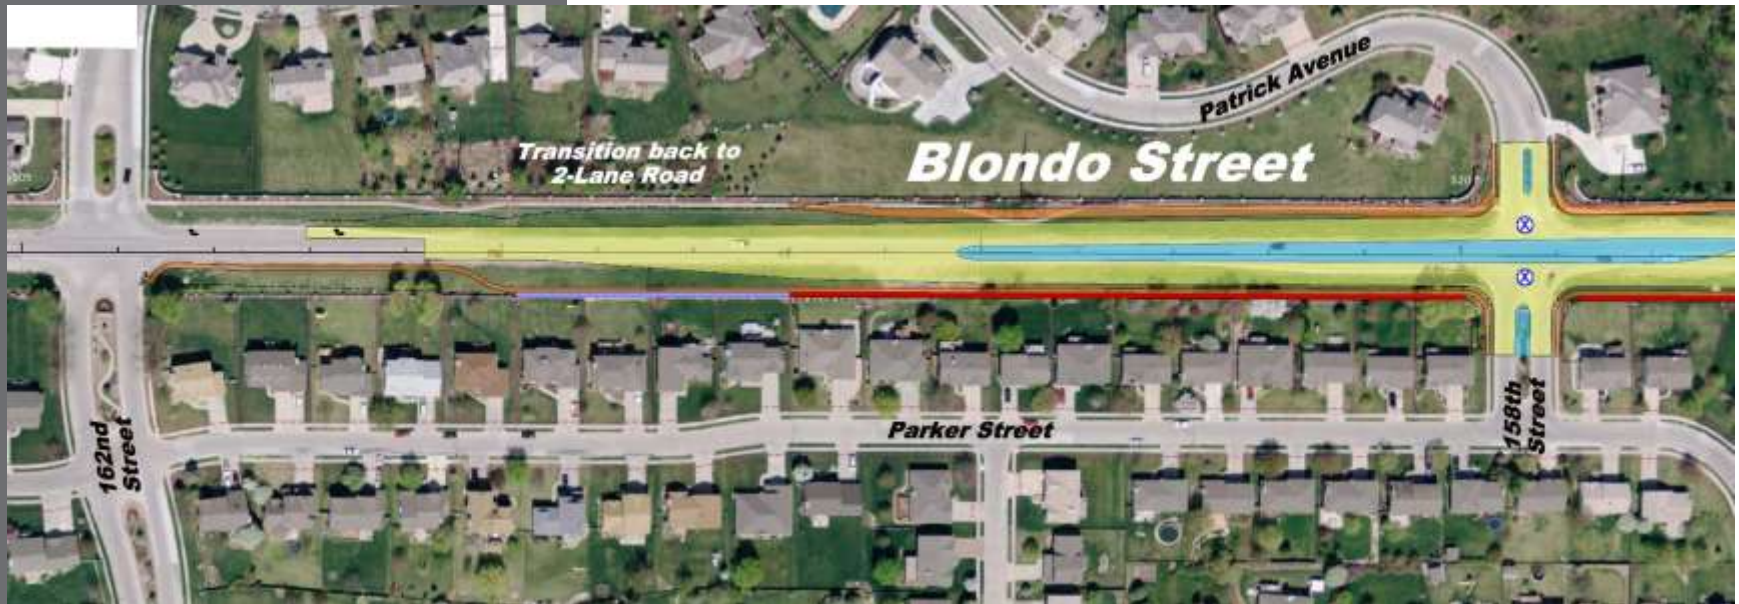 Patrick Avenue
Transition back to
2-Lane Road
Blondo Street
Parker Street
162nd
Street
158th
Street